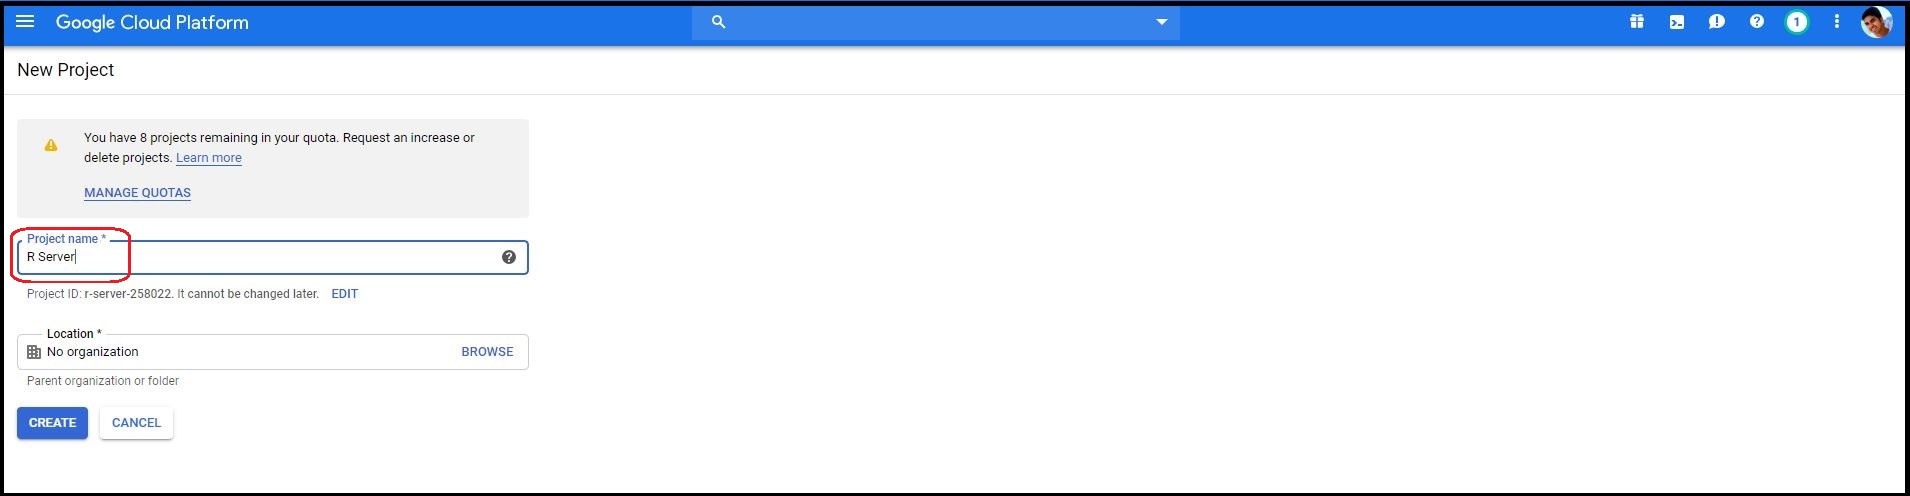 Google Cloud Platform
1
New Project
You have 8 projects remaining in your quota. Request an increase or
delete projects. Learn more
MANAGE QUOTAS
Project name *
R Server
Project ID: r-server-258022. It cannot be changed later. EDIT
Location *
No organization BROWSE
Parent organization or folder
CREATE CANCEL